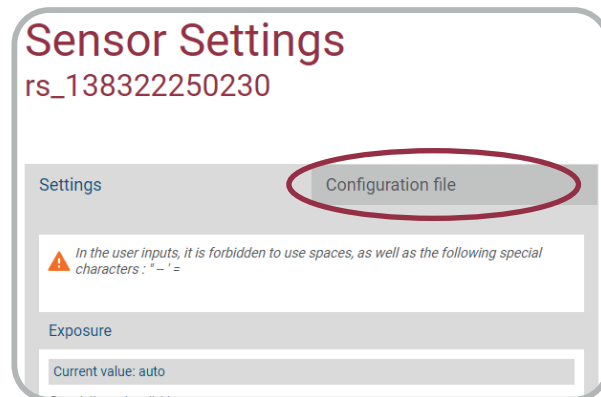 Sensor Settings
rs_138322250230
Settings
Configuration file
In the user inputs, it is forbidden to use spaces, as well as the following special
characters : " -- ' =
Exposure
Current value: auto